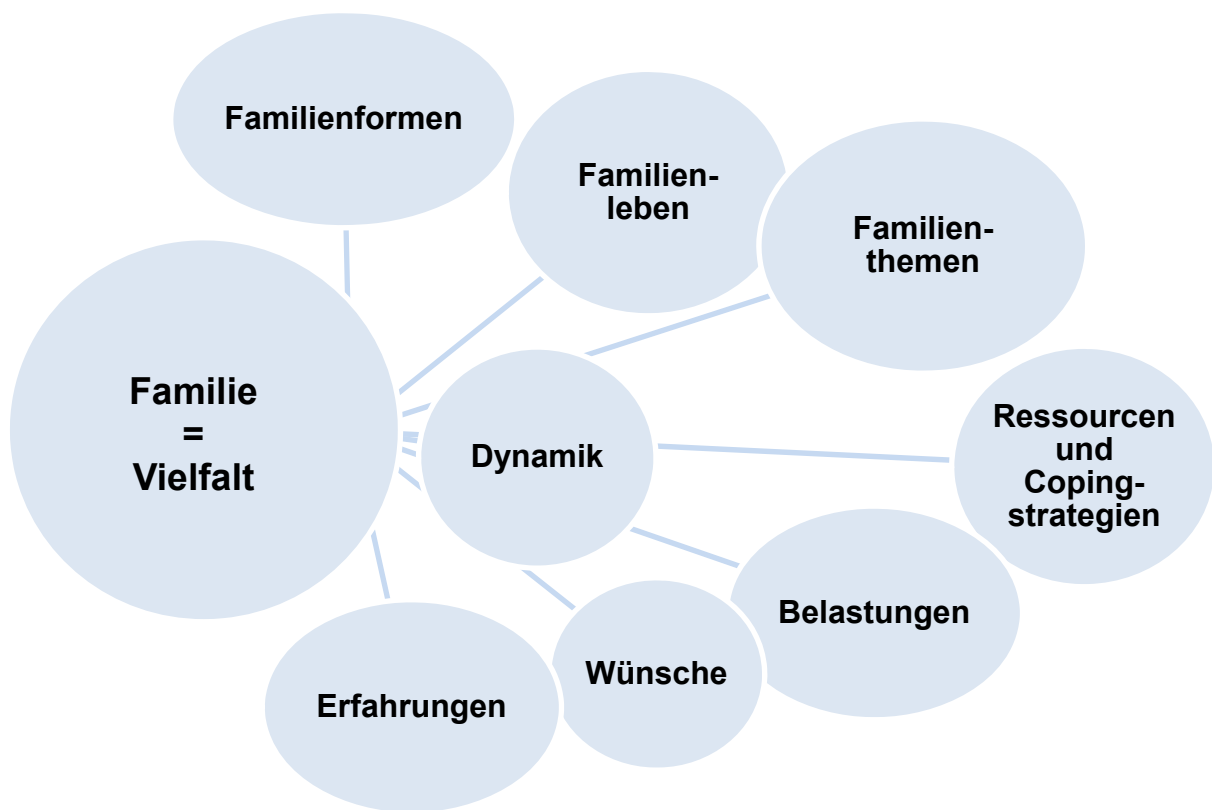 Familienformen
Familien-
leben
Familien-
themen
Familie
=
Vielfalt
Dynamik
Ressourcen
und
Coping-
strategien
Belastungen
Wünsche
Erfahrungen